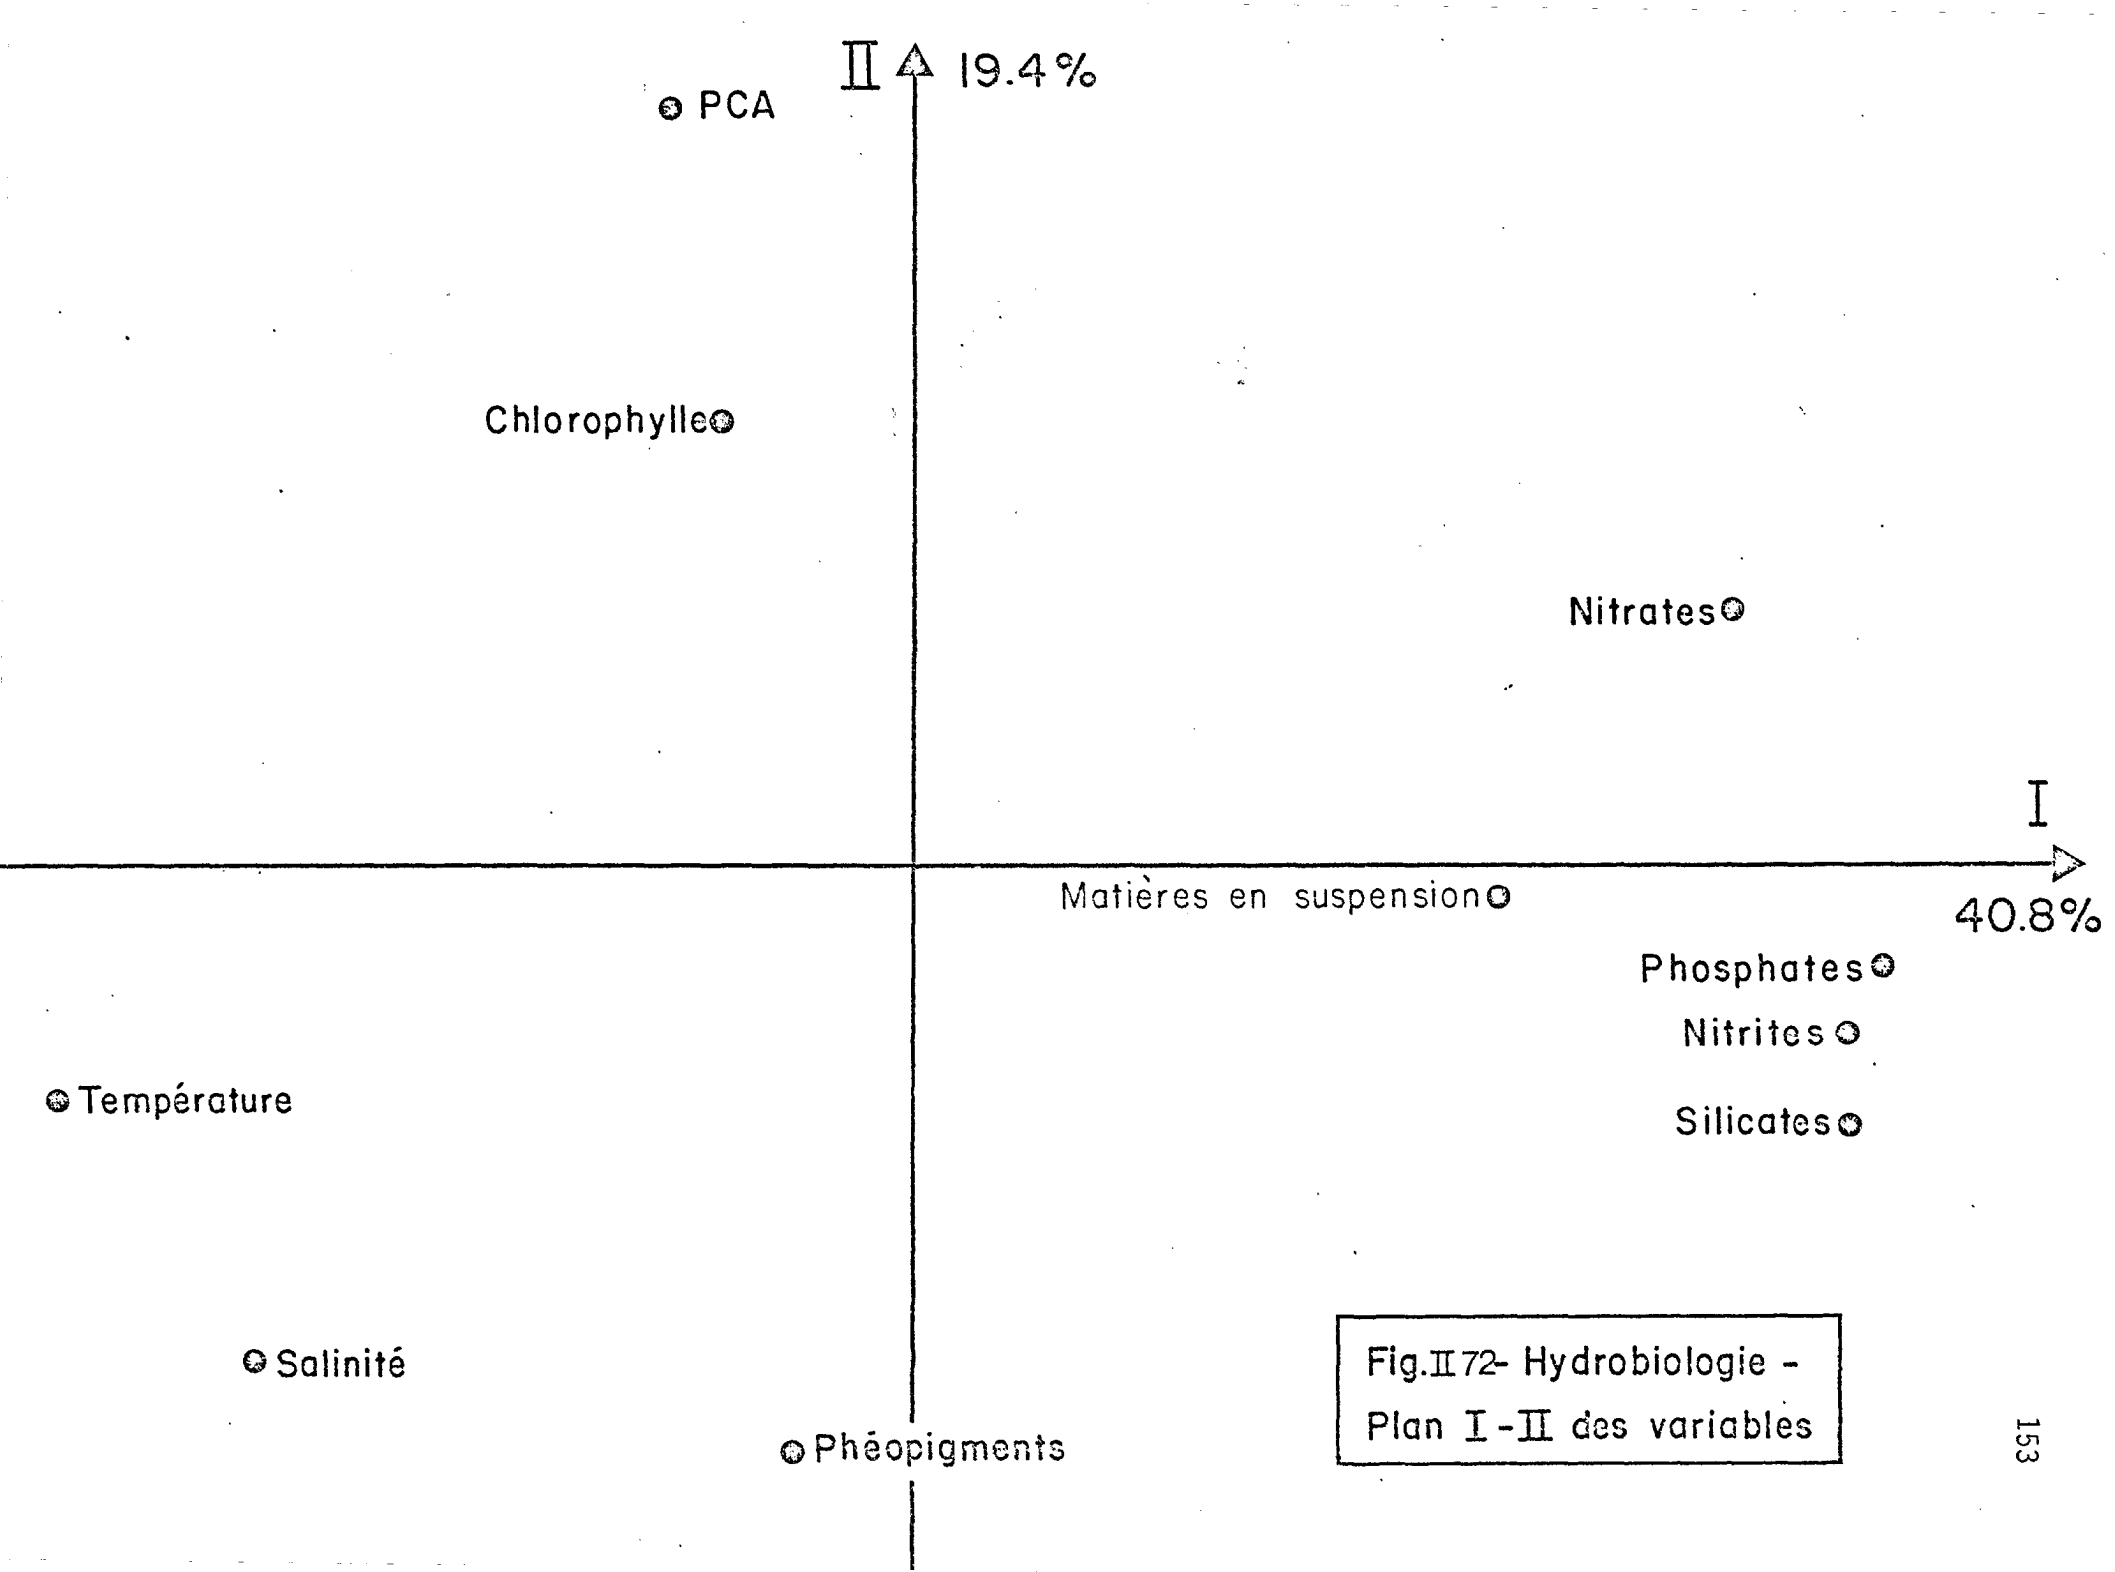 II 19.4%
PCA
Chlorophylle
Nitrates
I
Matières en suspension
40.8%
Phosphates
Nitrites
Température
Silicates
Salinité
Phéopigments
Fig.II 72- Hydrobiologie -
Plan I-II des variables
153